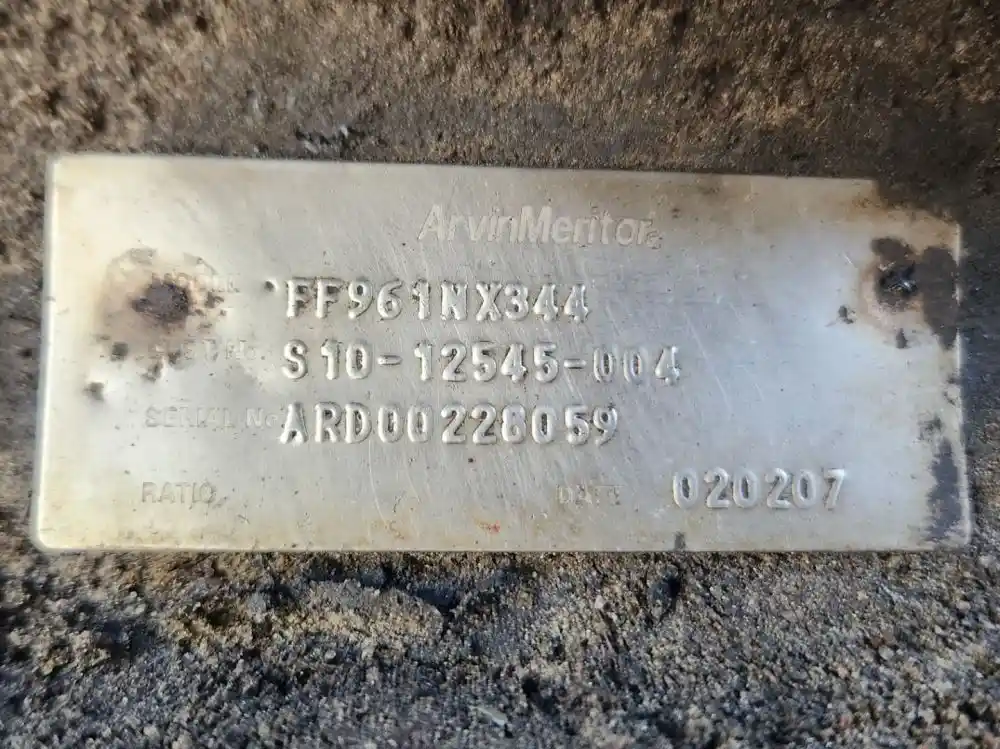 ArvinMeritor
FF961NX344
S10-12545-004
SERIAL No. ARD00228059
RATIO DATE 020207